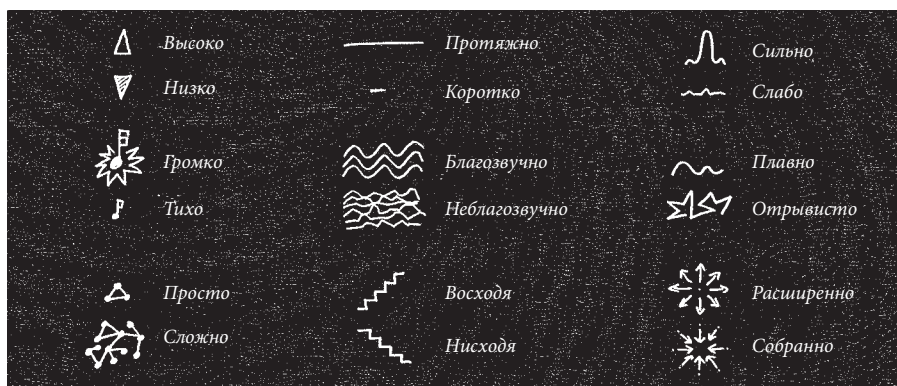 Высоко
Низко
Громко
Тихо
Просто
Сложно
Протяжно
Коротко
Благозвучно
Неблагозвучно
Восходя
Нисходя
Сильно
Слабо
Плавно
Отрывисто
Расширенно
Собранно